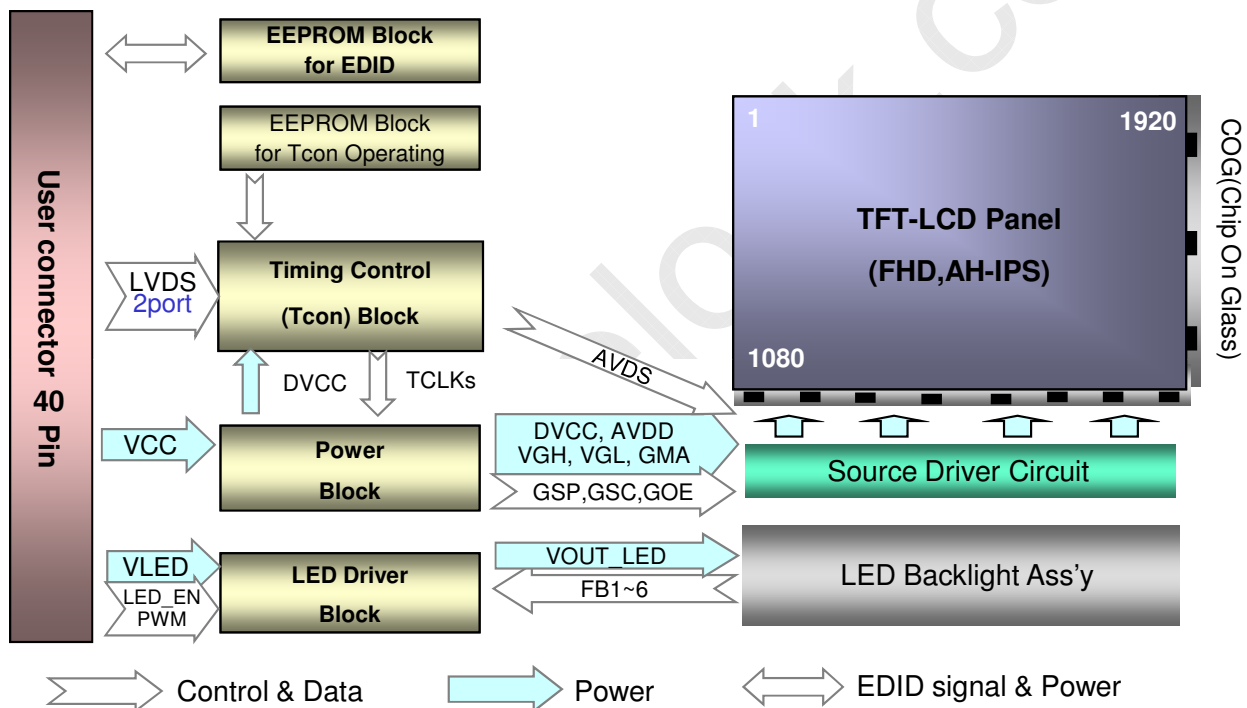 User connector 40 Pin
EEPROM Block
for EDID
EEPROM Block
for Tcon Operating
LVDS
2port
Timing Control
(Tcon) Block
DVCC
TCLKs
VCC
Power
Block
VLED
LED_EN
PWM
LED Driver
Block
AVDS
DVCC, AVDD
VGH, VGL, GMA
GSP,GSC,GOE
VOUT_LED
FB1~6
1
1920
TFT-LCD Panel
(FHD,AH-IPS)
1080
COG(Chip On Glass)
Source Driver Circuit
LED Backlight Ass'y
Control & Data
Power
EDID signal & Power